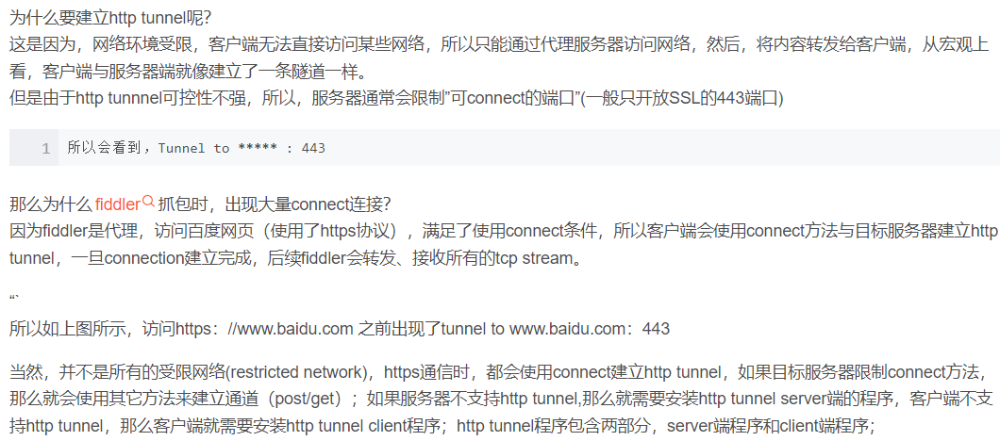 为什么要建立http tunnel呢？
这是因为，网络环境受限，客户端无法直接访问某些网络，所以只能通过代理服务器访问网络，然后，将内容转发给客户端，从宏观上
看，客户端与服务器端就像建立了一条隧道一样。
但是由于http tunnnel可控性不强，所以，服务器通常会限制”可connect的端口”(一般只开放SSL的443端口)
1 所以会看到，Tunnel to ***** : 443
那么为什么fiddler抓包时，出现大量connect连接？
因为fiddler是代理，访问百度网页（使用了https协议），满足了使用connect条件，所以客户端会使用connect方法与目标服务器建立http
tunnel，一旦connection建立完成，后续fiddler会转发、接收所有的tcp stream。
“`
所以如上图所示，访问https：//www.baidu.com 之前出现了tunnel to www.baidu.com：443
当然，并不是所有的受限网络(restricted network)，https通信时，都会使用connect建立http tunnel，如果目标服务器限制connect方法，
那么就会使用其它方法来建立通道（post/get）；如果服务器不支持http tunnel,那么就需要安装http tunnel server端的程序，客户端不支
持http tunnel，那么客户端就需要安装http tunnel client程序；http tunnel程序包含两部分，server端程序和client端程序；